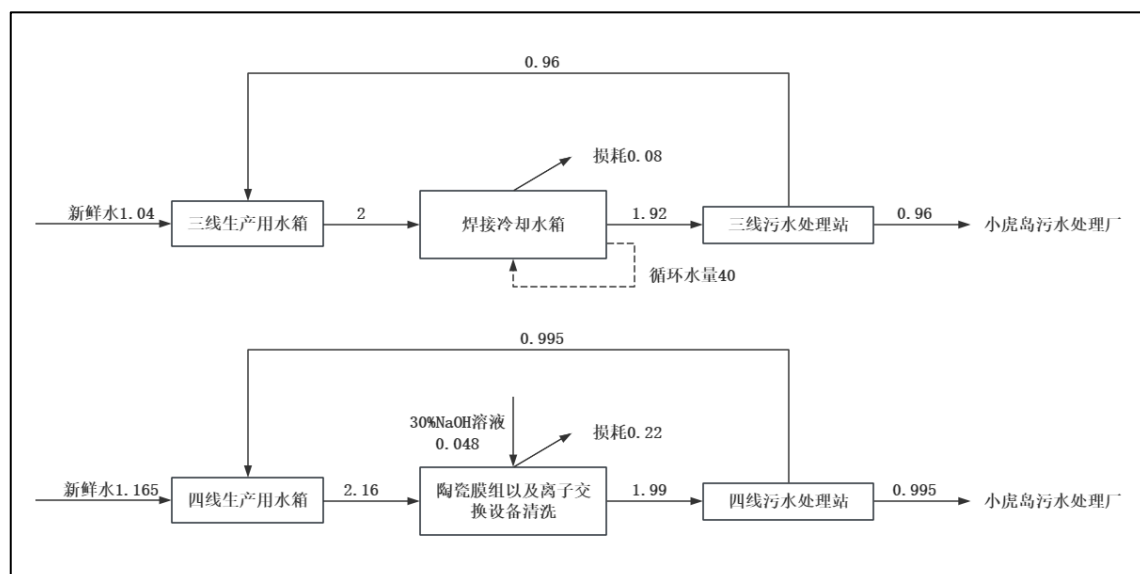 0.96
损耗0.08
新鲜水1.04
三线生产用水箱
2
焊接冷却水箱
1.92
三线污水处理站
0.96
小虎岛污水处理厂
循环水量40
0.995
30%NaOH溶液
0.048
损耗0.22
新鲜水1.165
四线生产用水箱
2.16
陶瓷膜组以及离子交
换设备清洗
1.99
四线污水处理站
0.995
小虎岛污水处理厂